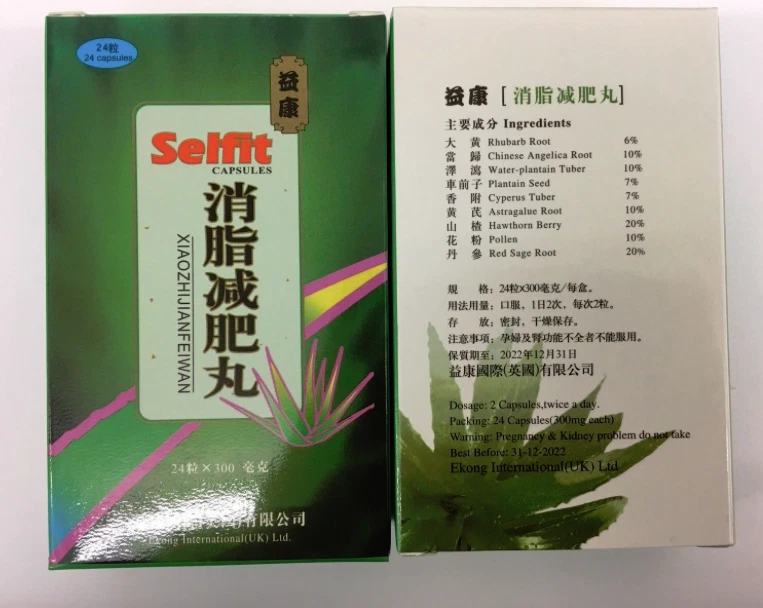 24粒
24 capsules
益康
Selfit
CAPSULES
消脂减肥丸
XIAOZHIJIANFEIWAN
24粒×300 毫克
有限公司
Ekong International(UK) Ltd.
益康 [消脂减肥丸]
主要成分 Ingredients
大 黃 Rhubarb Root 6%
當 歸 Chinese Angelica Root 10%
澤 瀉 Water-plantain Tuber 10%
車前子 Plantain Seed 7%
香 附 Cyperus Tuber 7%
黃 芪 Astragalue Root 10%
山 楂 Hawthorn Berry 20%
花 粉 Pollen 10%
丹 參 Red Sage Root 20%
規 格：24粒x300毫克/每盒。
用法用量：口服，1日2次，每次2粒。
存 放：密封，干燥保存。
注意事项：孕婦及腎功能不全者不能服用。
保質期至：2022年12月31日
益康國際(英國)有限公司
Dosage: 2 Capsules,twice a day.
Packing: 24 Capsules(300mg each)
Warning: Pregnancy & Kidney problem do not take
Best Before: 31-12-2022
Ekong International(UK) Ltd